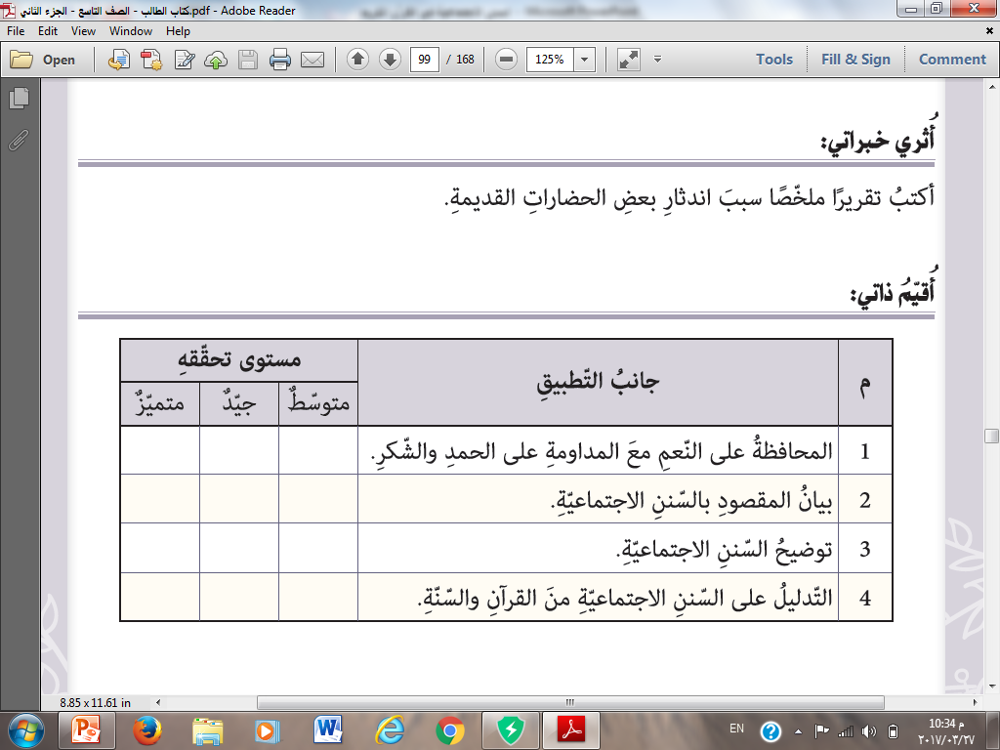 كتاب الطالب - الصف التاسع - الجزء الثاني.pdf - Adobe Reader
File Edit View Window Help
Open 99 / 168 125% Tools Fill & Sign Comment
أُثري خبراتي:
أكتبُ تقريرًا ملخّصًا سببَ اندثارِ بعضِ الحضاراتِ القديمةِ.
أُقيّمُ ذاتي:
م جانبُ التّطبيقِ مستوى تحقّقهِ
متوسّطٌ جيّدٌ متميّزٌ
1 المحافظةُ على النّعمِ معَ المداومةِ على الحمدِ والشّكرِ.
2 بيانُ المقصودِ بالسّننِ الاجتماعيّةِ.
3 توضيحُ السّننِ الاجتماعيّةِ.
4 التّدليلُ على السّننِ الاجتماعيّةِ منَ القرآنِ والسّنّةِ.
8.85 x 11.61 in
EN 10:34 م
٢٠١٧/٠٣/٢٧